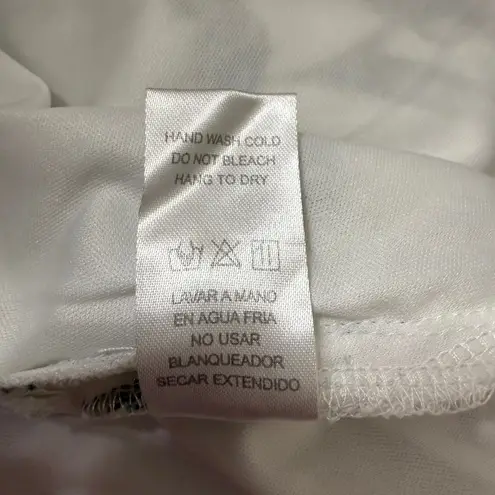 HAND WASH COLD
DO NOT BLEACH
HANG TO DRY
LAVAR A MANO
EN AGUA FRIA
NO USAR
BLANQUEADOR
SECAR EXTENDIDO